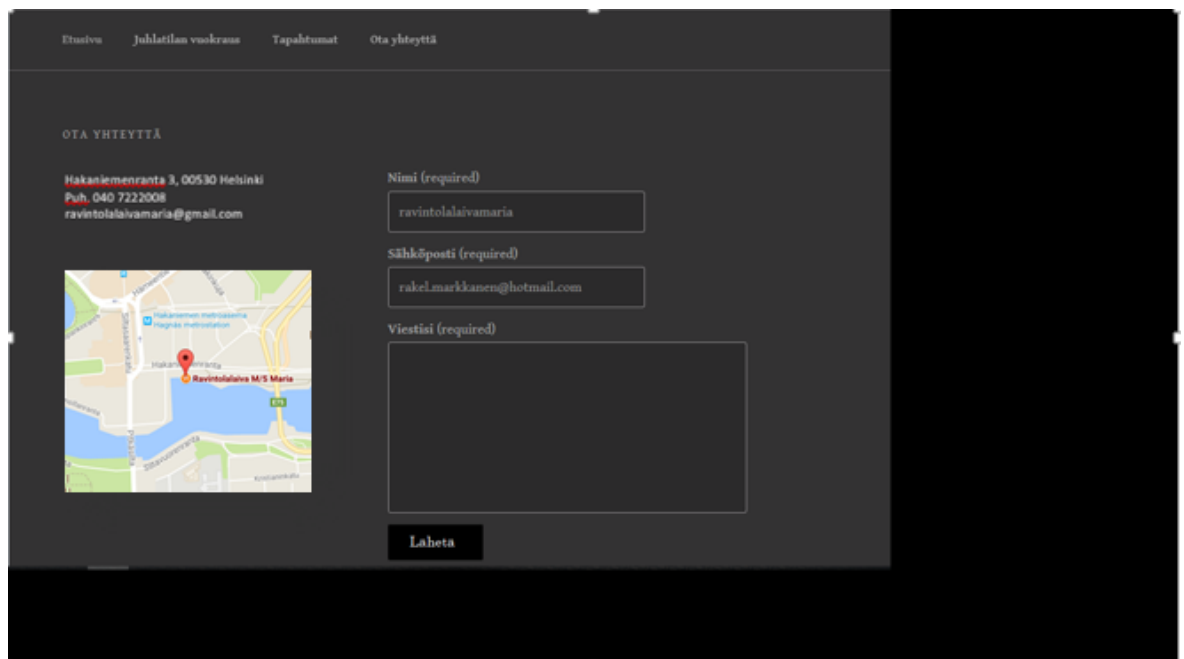 Etusivu Juhlatilan vuokraus Tapahtumat Ota yhteyttä
OTA YHTEYTTÄ
Hakaniemenranta 3, 00530 Helsinki
Puh. 040 7222008
ravintolalaivamaria@gmail.com
Nimi (required)
ravintolalaivamaria
Sähköposti (required)
rakel.markkanen@hotmail.com
Viestisi (required)
Laheta
Hakaniemen metroasema
Hagnäs metrostation
Hakaniemenranta
Ravintolalaiva M/S Maria
E75
Siltavuorenranta